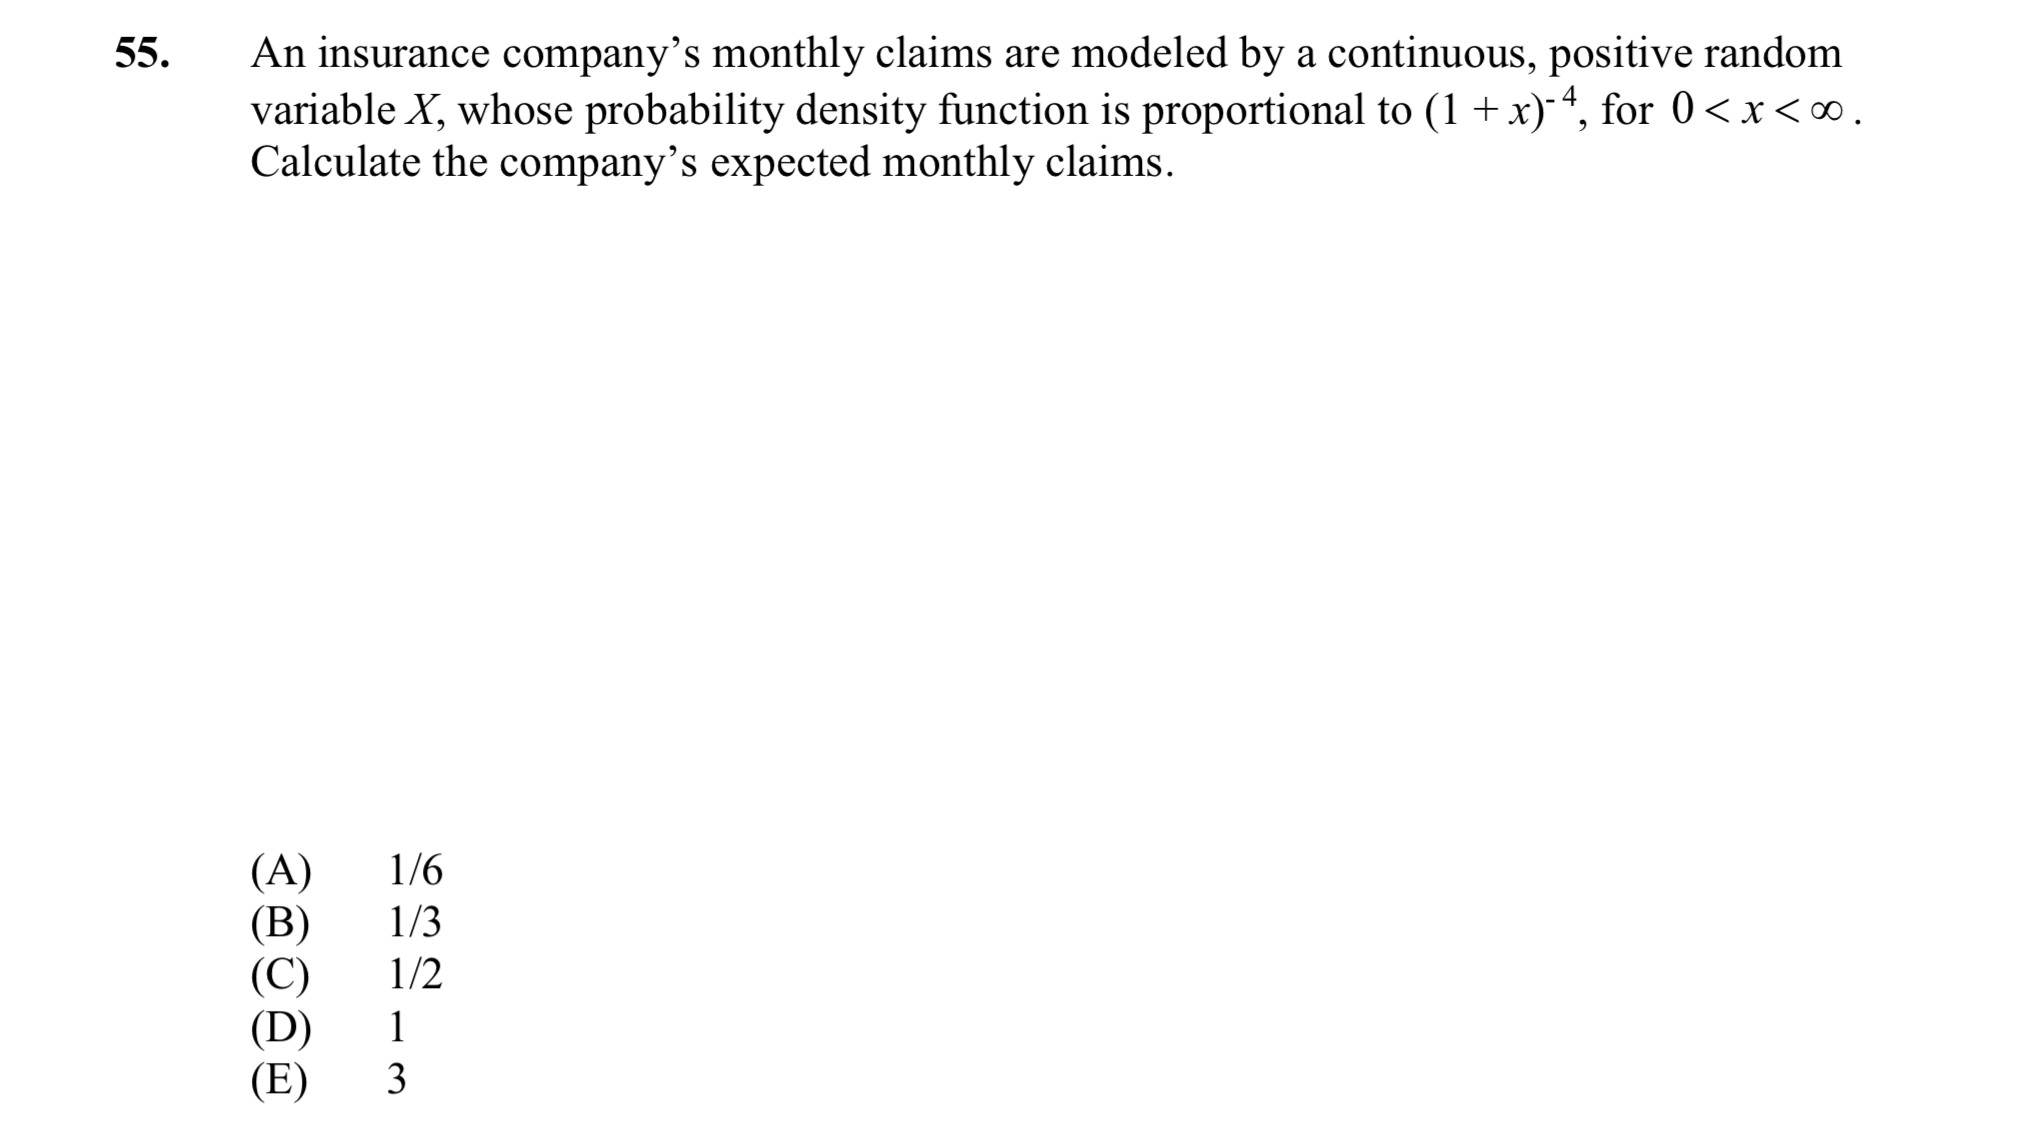 55. An insurance company’s monthly claims are modeled by a continuous, positive random
variable X, whose probability density function is proportional to (1 + x)⁻⁴, for 0 < x < ∞ .
Calculate the company’s expected monthly claims.
(A) 1/6
(B) 1/3
(C) 1/2
(D) 1
(E) 3